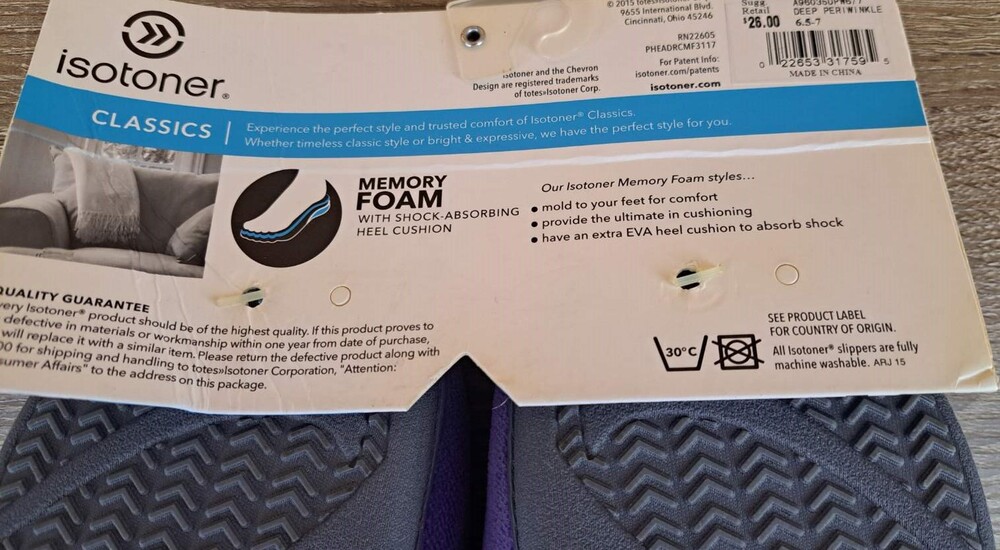 isotoner®
© 2015 totes»Isotoner
9655 International Blvd.
Cincinnati, Ohio 45246
RN22605
PHEADRCMF3117
For Patent Info:
isotoner.com/patents
isotoner.com
isotoner and the Chevron
Design are registered trademarks
of totes»Isotoner Corp.
Sugg.
Retail
$26.00
DEEP PERIWINKLE
6.5-7
0 22653 31759 5
MADE IN CHINA
CLASSICS
Experience the perfect style and trusted comfort of Isotoner® Classics.
Whether timeless classic style or bright & expressive, we have the perfect style for you.
MEMORY
FOAM
WITH SHOCK-ABSORBING
HEEL CUSHION
Our Isotoner Memory Foam styles...
• mold to your feet for comfort
• provide the ultimate in cushioning
• have an extra EVA heel cushion to absorb shock
QUALITY GUARANTEE
very Isotoner® product should be of the highest quality. If this product proves to
defective in materials or workmanship within one year from date of purchase,
will replace it with a similar item. Please return the defective product along with
00 for shipping and handling to totes»Isotoner Corporation, "Attention:
sumer Affairs" to the address on this package.
30°C
SEE PRODUCT LABEL
FOR COUNTRY OF ORIGIN.
All Isotoner® slippers are fully
machine washable. ARJ 15